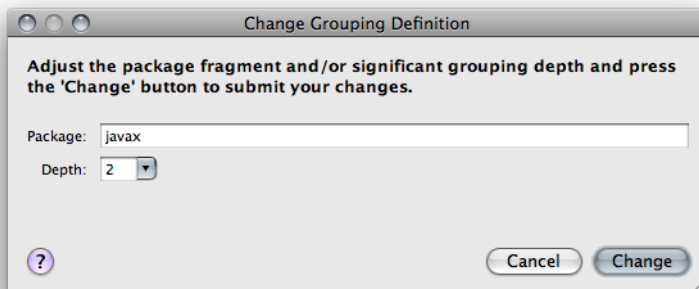 Change Grouping Definition
Adjust the package fragment and/or significant grouping depth and press
the 'Change' button to submit your changes.
Package: javax
Depth: 2
? Cancel Change